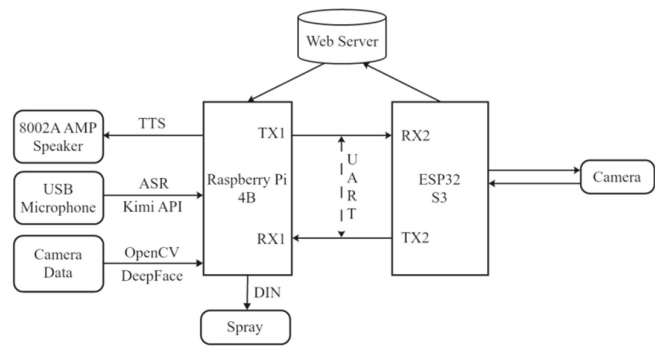 Web Server
8002A AMP
Speaker
TTS
USB
Microphone
ASR
Kimi API
Camera
Data
OpenCV
DeepFace
TX1
Raspberry Pi
4B
RX1
UART
RX2
ESP32
S3
TX2
Camera
DIN
Spray